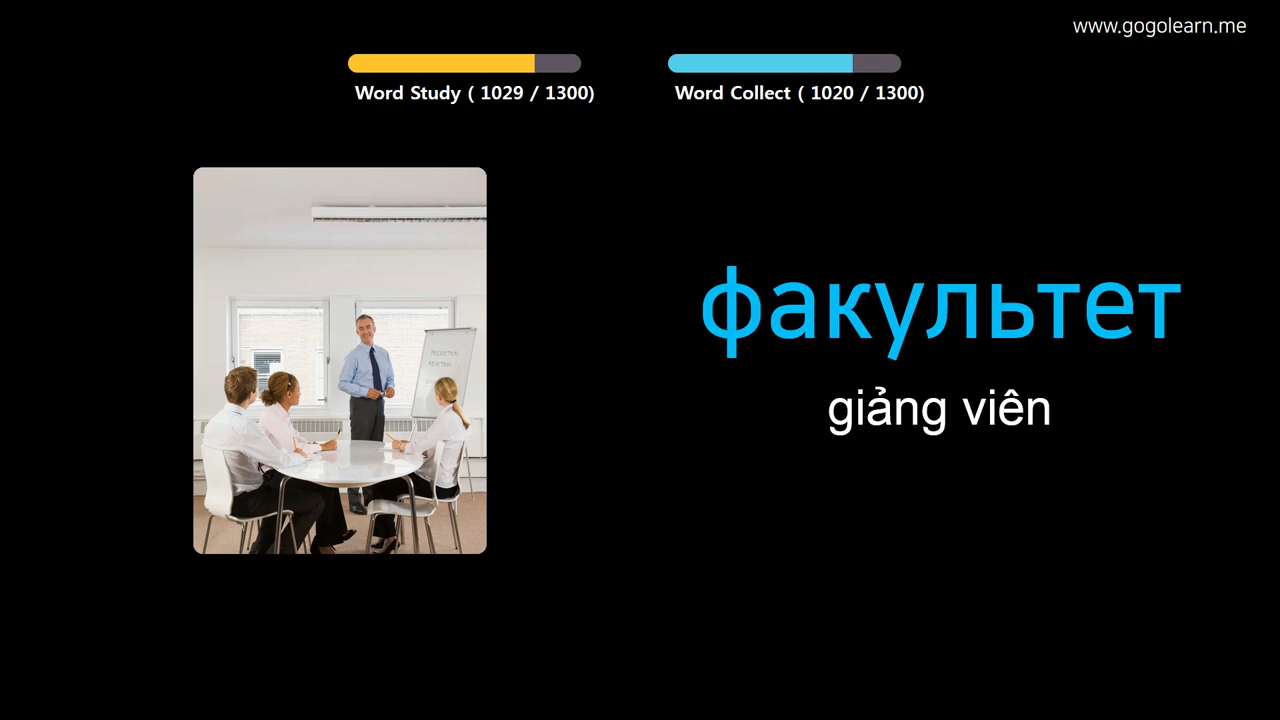 www.gogolearn.me
Word Study ( 1029 / 1300)
Word Collect ( 1020 / 1300)
факультет
giảng viên